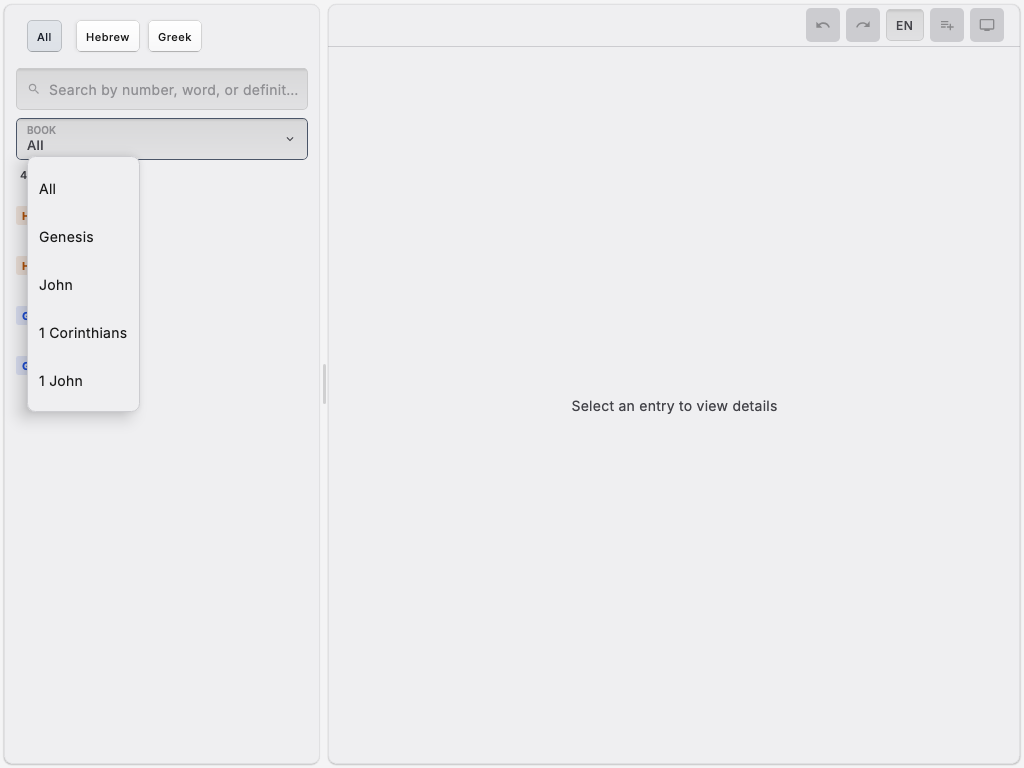 All
Hebrew
Greek
Search by number, word, or definit...
BOOK
All
4
All
Genesis
John
1 Corinthians
1 John
EN
Select an entry to view details